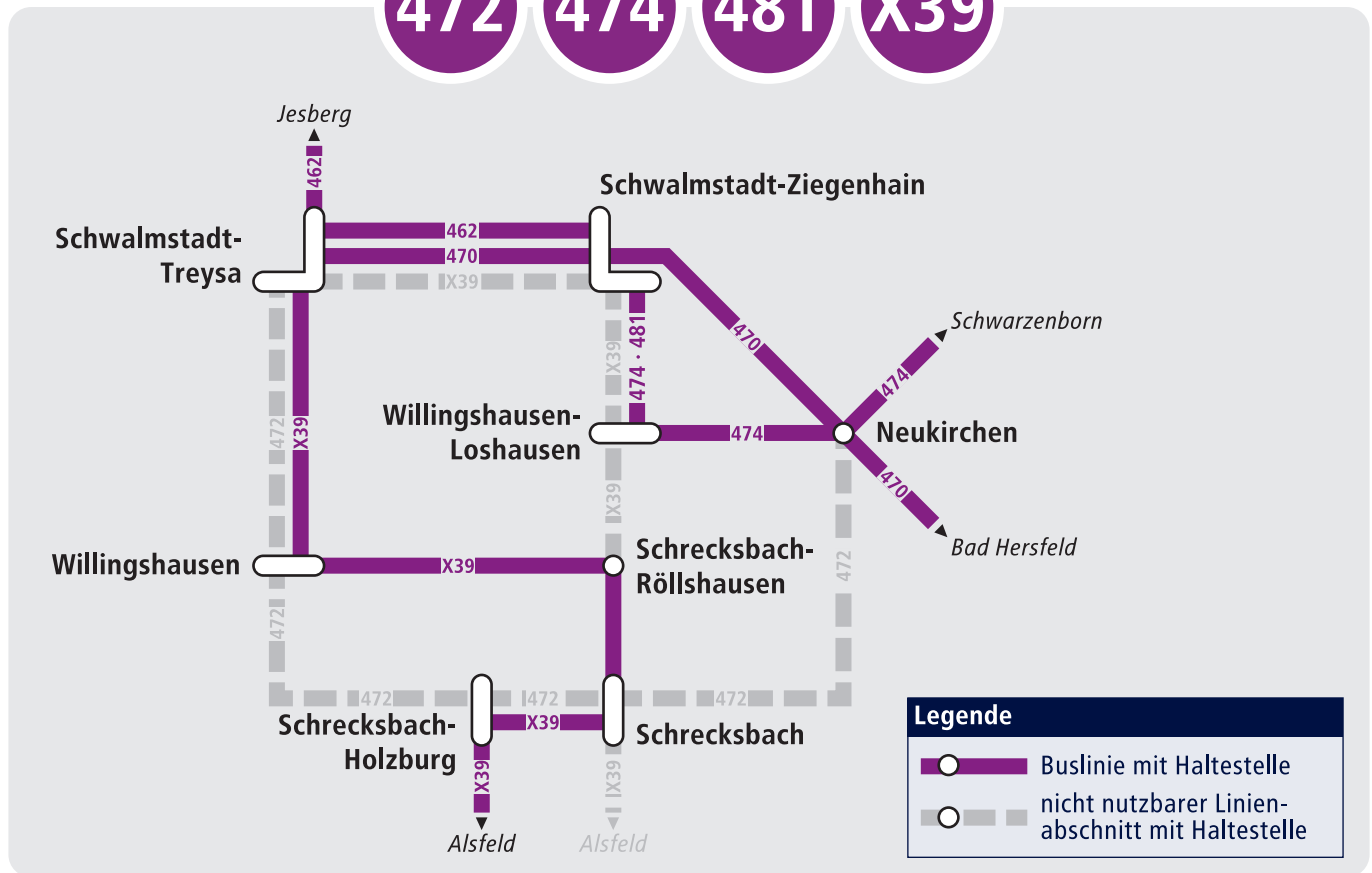 472 474 481 X39
Jesberg
462
Schwalmstadt-Ziegenhain
Schwalmstadt-
Treysa
462
470
X39
470
Schwarzenborn
X39
474 · 481
474
472
X39
Willingshausen-
Loshausen
474
Neukirchen
470
Bad Hersfeld
X39
Willingshausen
X39
Schrecksbach-
Röllshausen
472
472
472
472
472
Schrecksbach-
Holzburg
X39
Schrecksbach
X39
X39
Alsfeld
Alsfeld
Legende
Buslinie mit Haltestelle
nicht nutzbarer Linien-
abschnitt mit Haltestelle